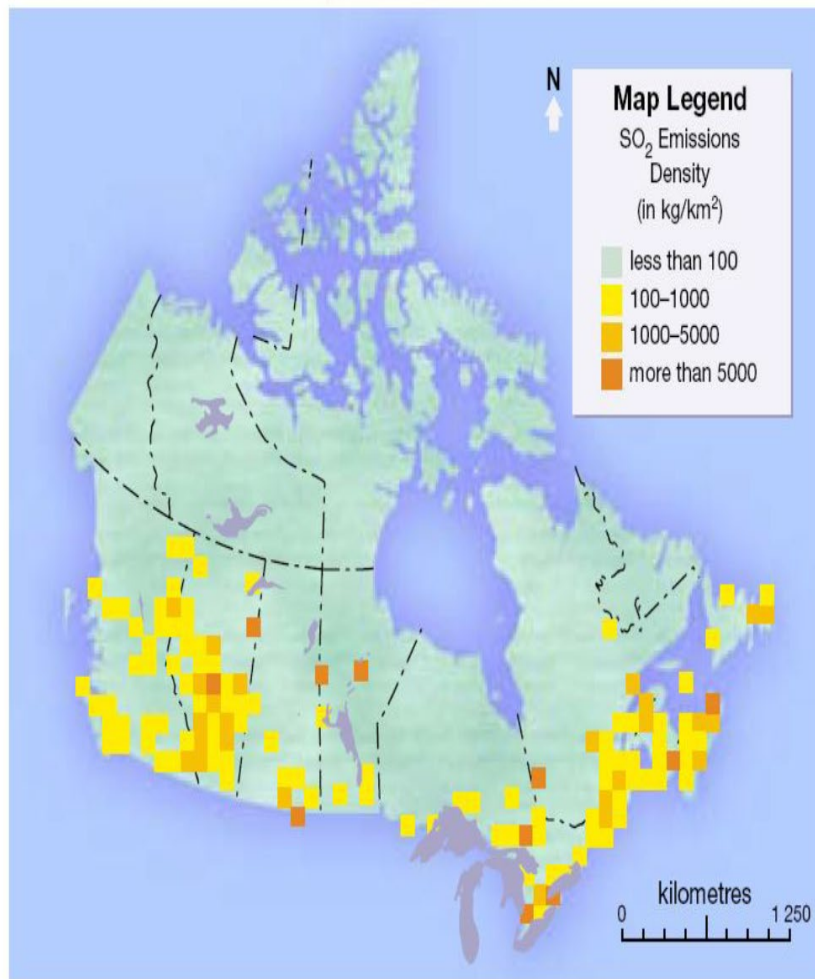 N
Map Legend
SO₂ Emissions
Density
(in kg/km²)
less than 100
100–1000
1000–5000
more than 5000
kilometres
0 1 250